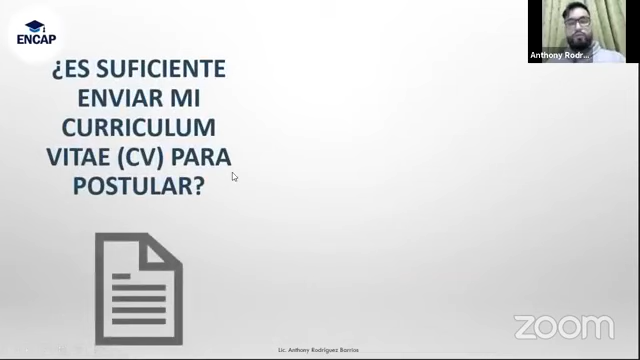 ENCAP
¿ES SUFICIENTE
ENVIAR MI
CURRICULUM
VITAE (CV) PARA
POSTULAR?
Anthony Rodr...
Lic. Anthony Rodríguez Barrios
zoom